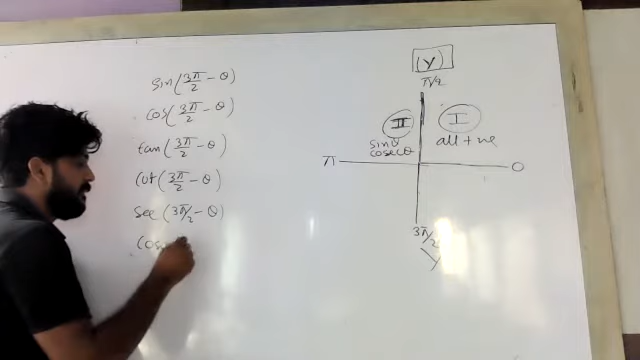 sin(3π/2 - θ)
cos(3π/2 - θ)
tan(3π/2 - θ)
cot(3π/2 - θ)
sec(3π/2 - θ)
cos
(Y)
π/2
II
I
sinθ
cosecθ
all +ve
π
0
3π/2
Y